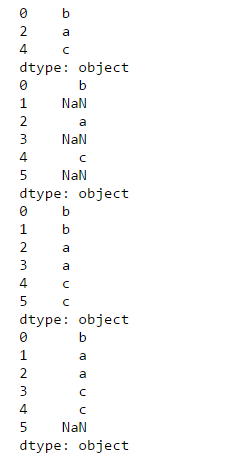 0    b
2    a
4    c
dtype: object
0      b
1    NaN
2      a
3    NaN
4      c
5    NaN
dtype: object
0    b
1    b
2    a
3    a
4    c
5    c
dtype: object
0      b
1      a
2      a
3      c
4      c
5    NaN
dtype: object